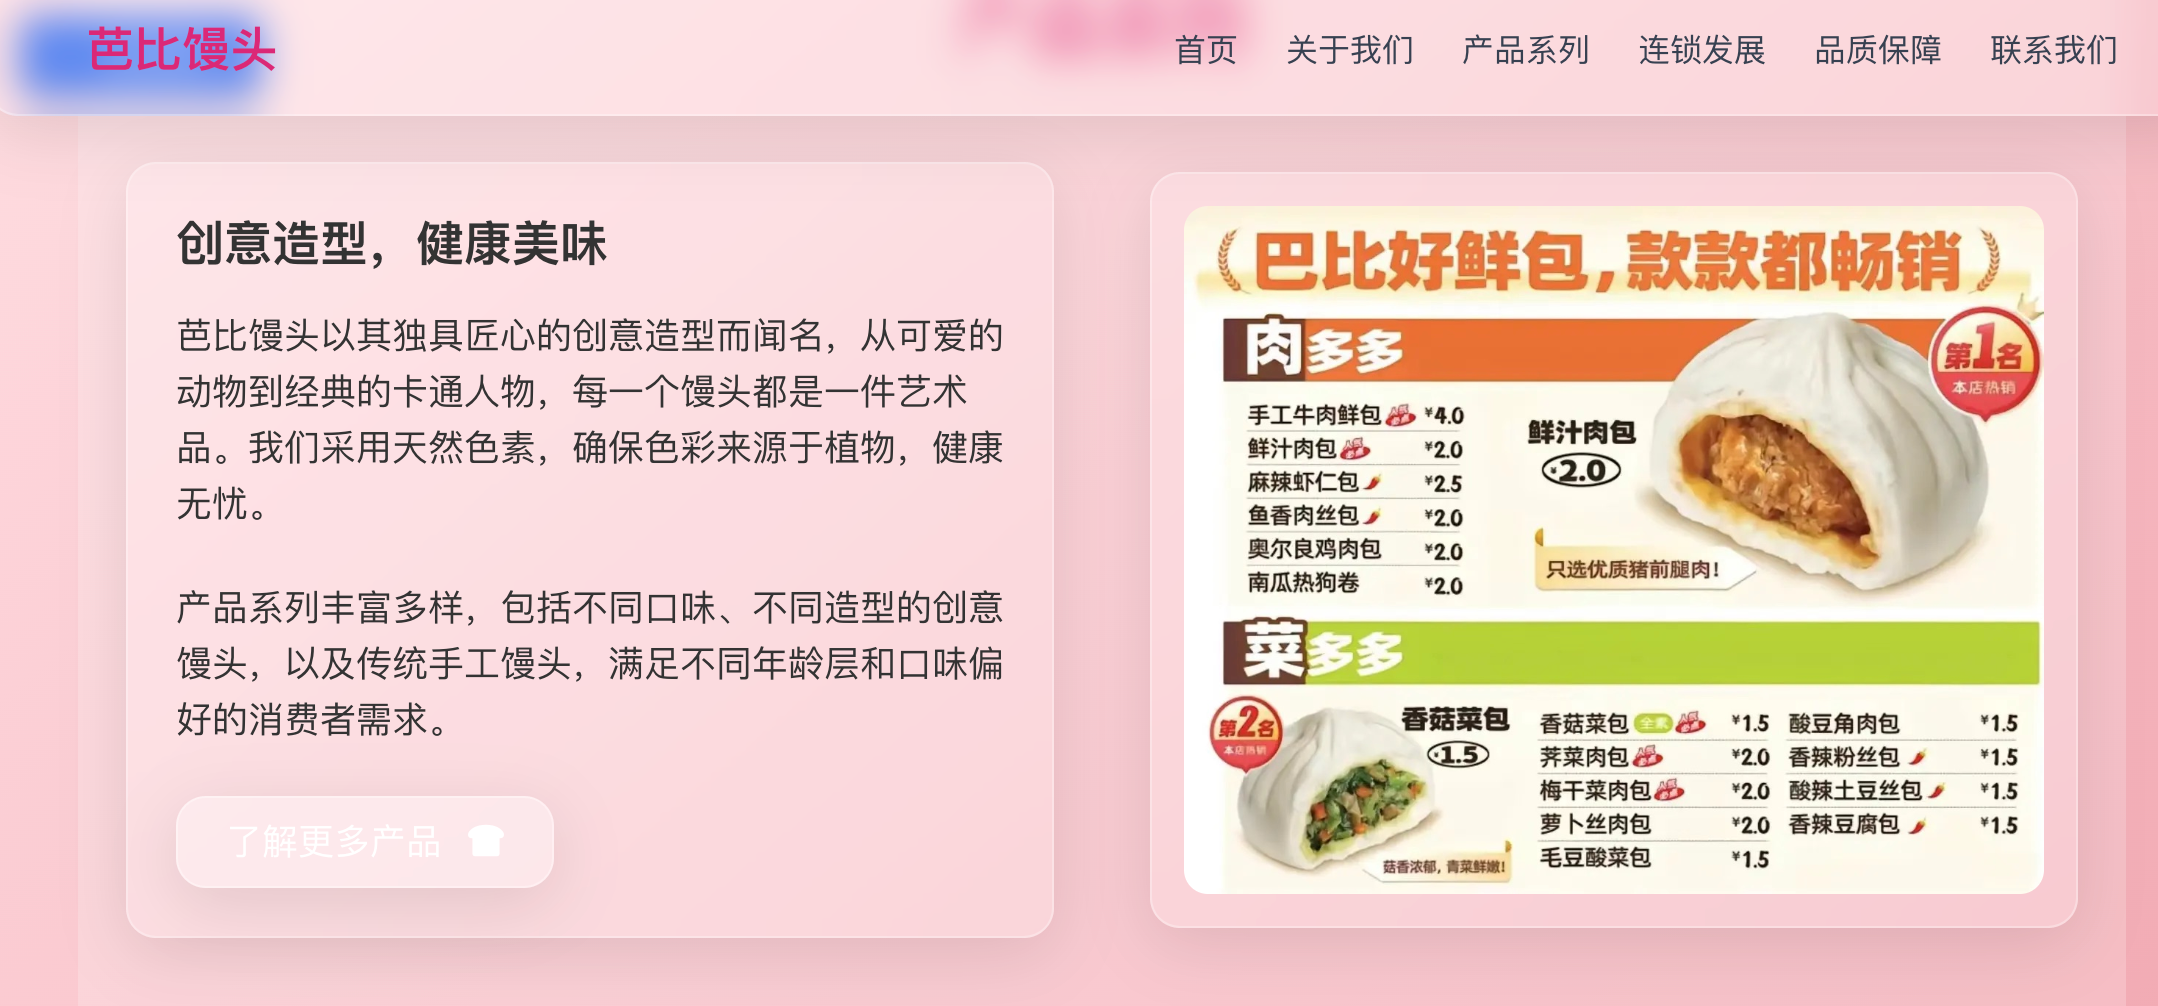 芭比馒头
首页 关于我们 产品系列 连锁发展 品质保障 联系我们
创意造型，健康美味
芭比馒头以其独具匠心的创意造型而闻名，从可爱的
动物到经典的卡通人物，每一个馒头都是一件艺术
品。我们采用天然色素，确保色彩来源于植物，健康
无忧。
产品系列丰富多样，包括不同口味、不同造型的创意
馒头，以及传统手工馒头，满足不同年龄层和口味偏
好的消费者需求。
了解更多产品
巴比好鲜包，款款都畅销
肉多多
第1名
本店热销
手工牛肉鲜包 ¥4.0
鲜汁肉包 ¥2.0
麻辣虾仁包 ¥2.5
鱼香肉丝包 ¥2.0
奥尔良鸡肉包 ¥2.0
南瓜热狗卷 ¥2.0
鲜汁肉包
¥2.0
只选优质猪前腿肉！
菜多多
第2名
本店热销
香菇菜包
¥1.5
菇香浓郁，青菜鲜嫩！
香菇菜包 全素 ¥1.5
荠菜肉包 ¥2.0
梅干菜肉包 ¥2.0
萝卜丝肉包 ¥2.0
毛豆酸菜包 ¥1.5
酸豆角肉包 ¥1.5
香辣粉丝包 ¥1.5
酸辣土豆丝包 ¥1.5
香辣豆腐包 ¥1.5